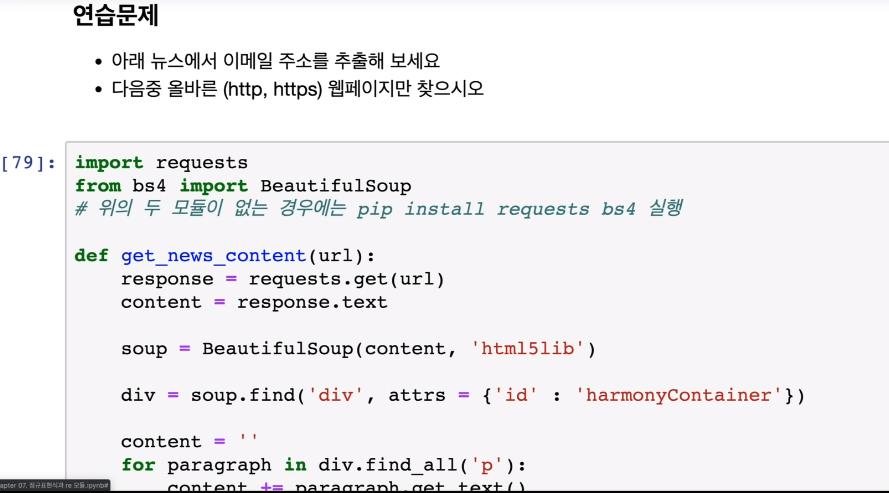 연습문제
• 아래 뉴스에서 이메일 주소를 추출해 보세요
• 다음중 올바른 (http, https) 웹페이지만 찾으시오
[79]: import requests
from bs4 import BeautifulSoup
# 위의 두 모듈이 없는 경우에는 pip install requests bs4 실행
def get_news_content(url):
    response = requests.get(url)
    content = response.text
    soup = BeautifulSoup(content, 'html5lib')
    div = soup.find('div', attrs = {'id' : 'harmonyContainer'})
    content = ''
    for paragraph in div.find_all('p'):
        content += paragraph.get_text()
apter 07. 정규표현식과 re 모듈.ipynb#